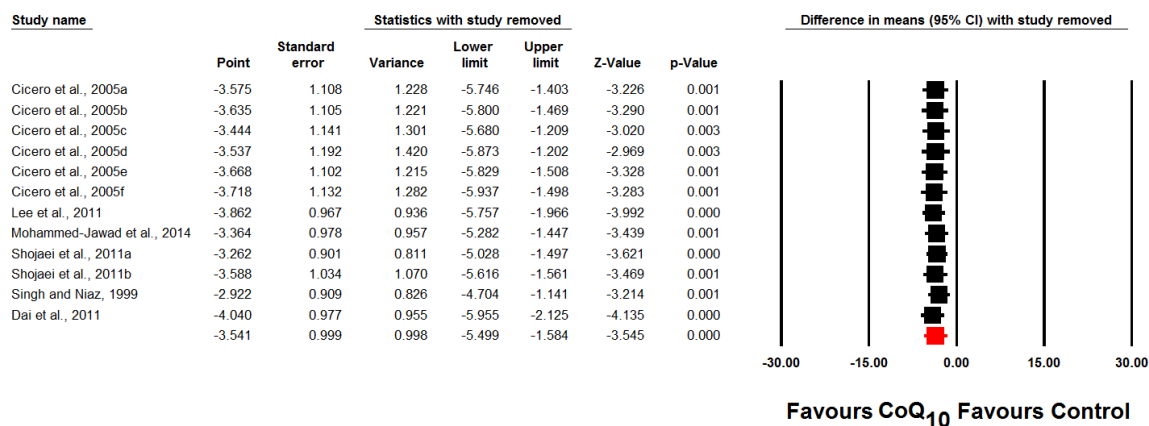 Study name Statistics with study removed Difference in means (95% CI) with study removed
Standard Lower Upper
Point error Variance limit limit Z-Value p-Value
Cicero et al., 2005a -3.575 1.108 1.228 -5.746 -1.403 -3.226 0.001
Cicero et al., 2005b -3.635 1.105 1.221 -5.800 -1.469 -3.290 0.001
Cicero et al., 2005c -3.444 1.141 1.301 -5.680 -1.209 -3.020 0.003
Cicero et al., 2005d -3.537 1.192 1.420 -5.873 -1.202 -2.969 0.003
Cicero et al., 2005e -3.668 1.102 1.215 -5.829 -1.508 -3.328 0.001
Cicero et al., 2005f -3.718 1.132 1.282 -5.937 -1.498 -3.283 0.001
Lee et al., 2011 -3.862 0.967 0.936 -5.757 -1.966 -3.992 0.000
Mohammed-Jawad et al., 2014 -3.364 0.978 0.957 -5.282 -1.447 -3.439 0.001
Shojaei et al., 2011a -3.262 0.901 0.811 -5.028 -1.497 -3.621 0.000
Shojaei et al., 2011b -3.588 1.034 1.070 -5.616 -1.561 -3.469 0.001
Singh and Niaz, 1999 -2.922 0.909 0.826 -4.704 -1.141 -3.214 0.001
Dai et al., 2011 -4.040 0.977 0.955 -5.955 -2.125 -4.135 0.000
-3.541 0.999 0.998 -5.499 -1.584 -3.545 0.000
-30.00 -15.00 0.00 15.00 30.00
Favours CoQ10 Favours Control